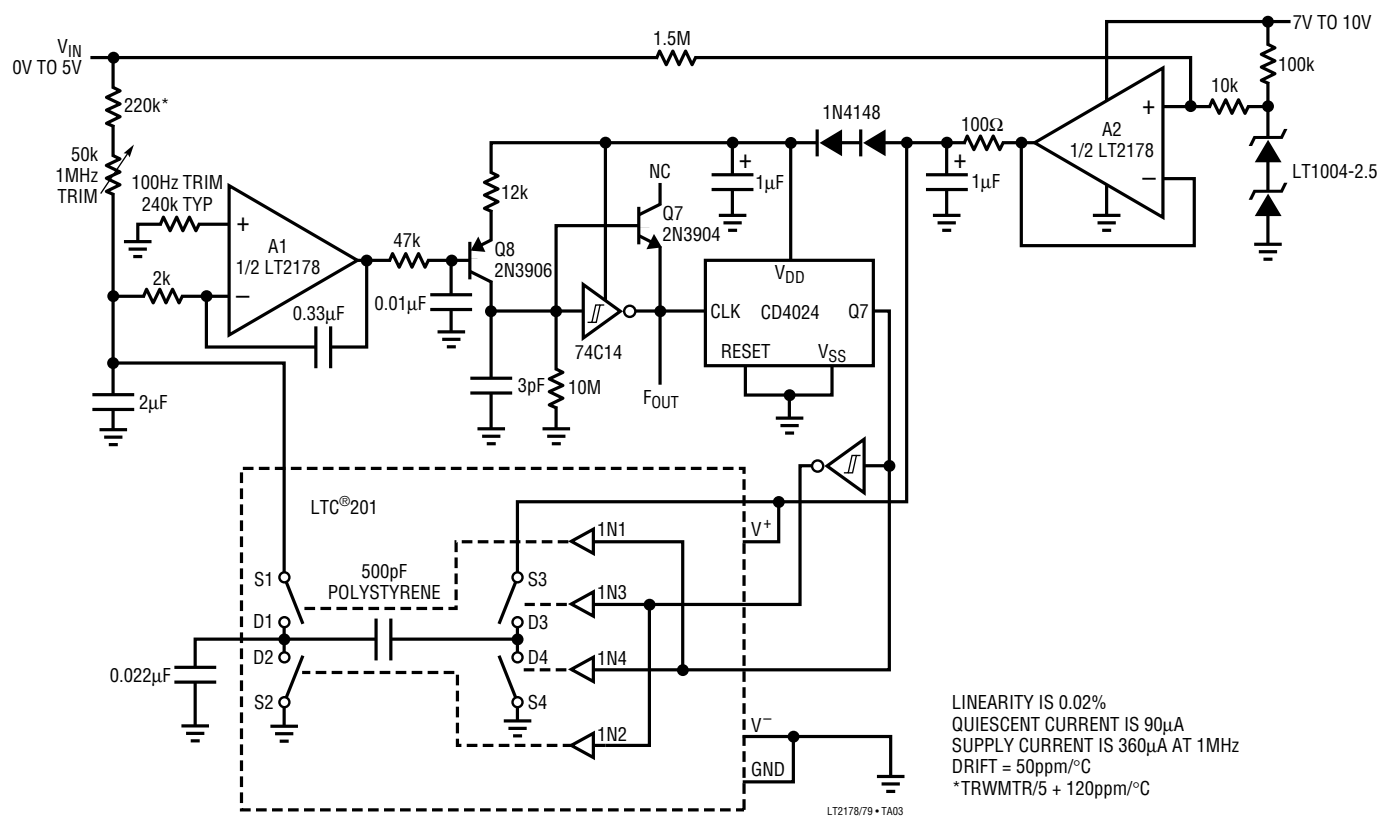 VIN
0V TO 5V
1.5M
7V TO 10V
100k
10k
220k*
50k
1MHz
TRIM
100Hz TRIM
240k TYP
+
A1
1/2 LT2178
−
2k
0.33µF
2µF
47k
0.01µF
12k
Q8
2N3906
3pF
10M
74C14
NC
Q7
2N3904
FOUT
+
1µF
1N4148
+
1µF
100Ω
+
A2
1/2 LT2178
−
LT1004-2.5
VDD
CLK
CD4024
Q7
RESET
VSS
LTC®201
V+
1N1
500pF
POLYSTYRENE
S1
S3
1N3
D1
D3
D2
D4
1N4
0.022µF
S2
S4
1N2
V−
GND
LINEARITY IS 0.02%
QUIESCENT CURRENT IS 90µA
SUPPLY CURRENT IS 360µA AT 1MHz
DRIFT = 50ppm/°C
*TRWMTR/5 + 120ppm/°C
LT2178/79 • TA03